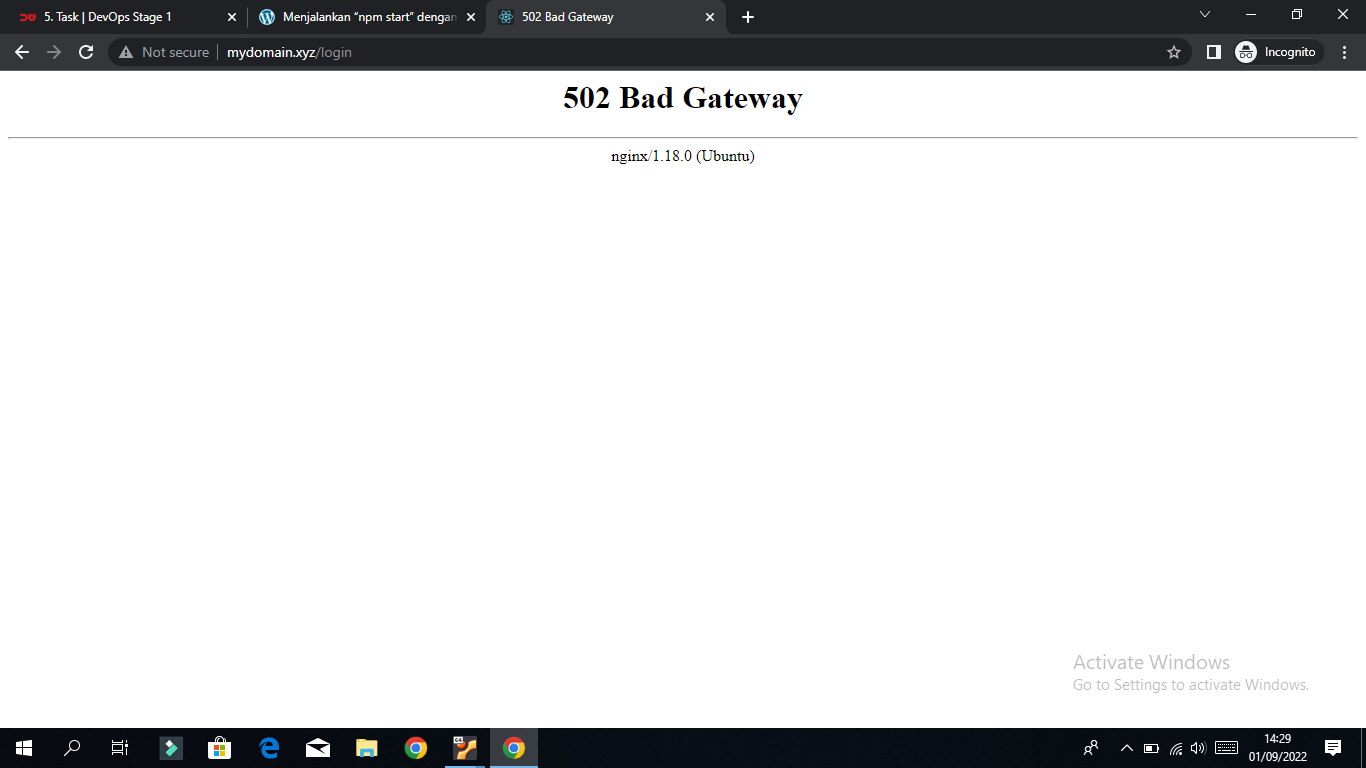 5. Task | DevOps Stage 1
Menjalankan “npm start” dengan
502 Bad Gateway
Not secure
mydomain.xyz/login
Incognito
502 Bad Gateway
nginx/1.18.0 (Ubuntu)
Activate Windows
Go to Settings to activate Windows.
64
14:29
01/09/2022